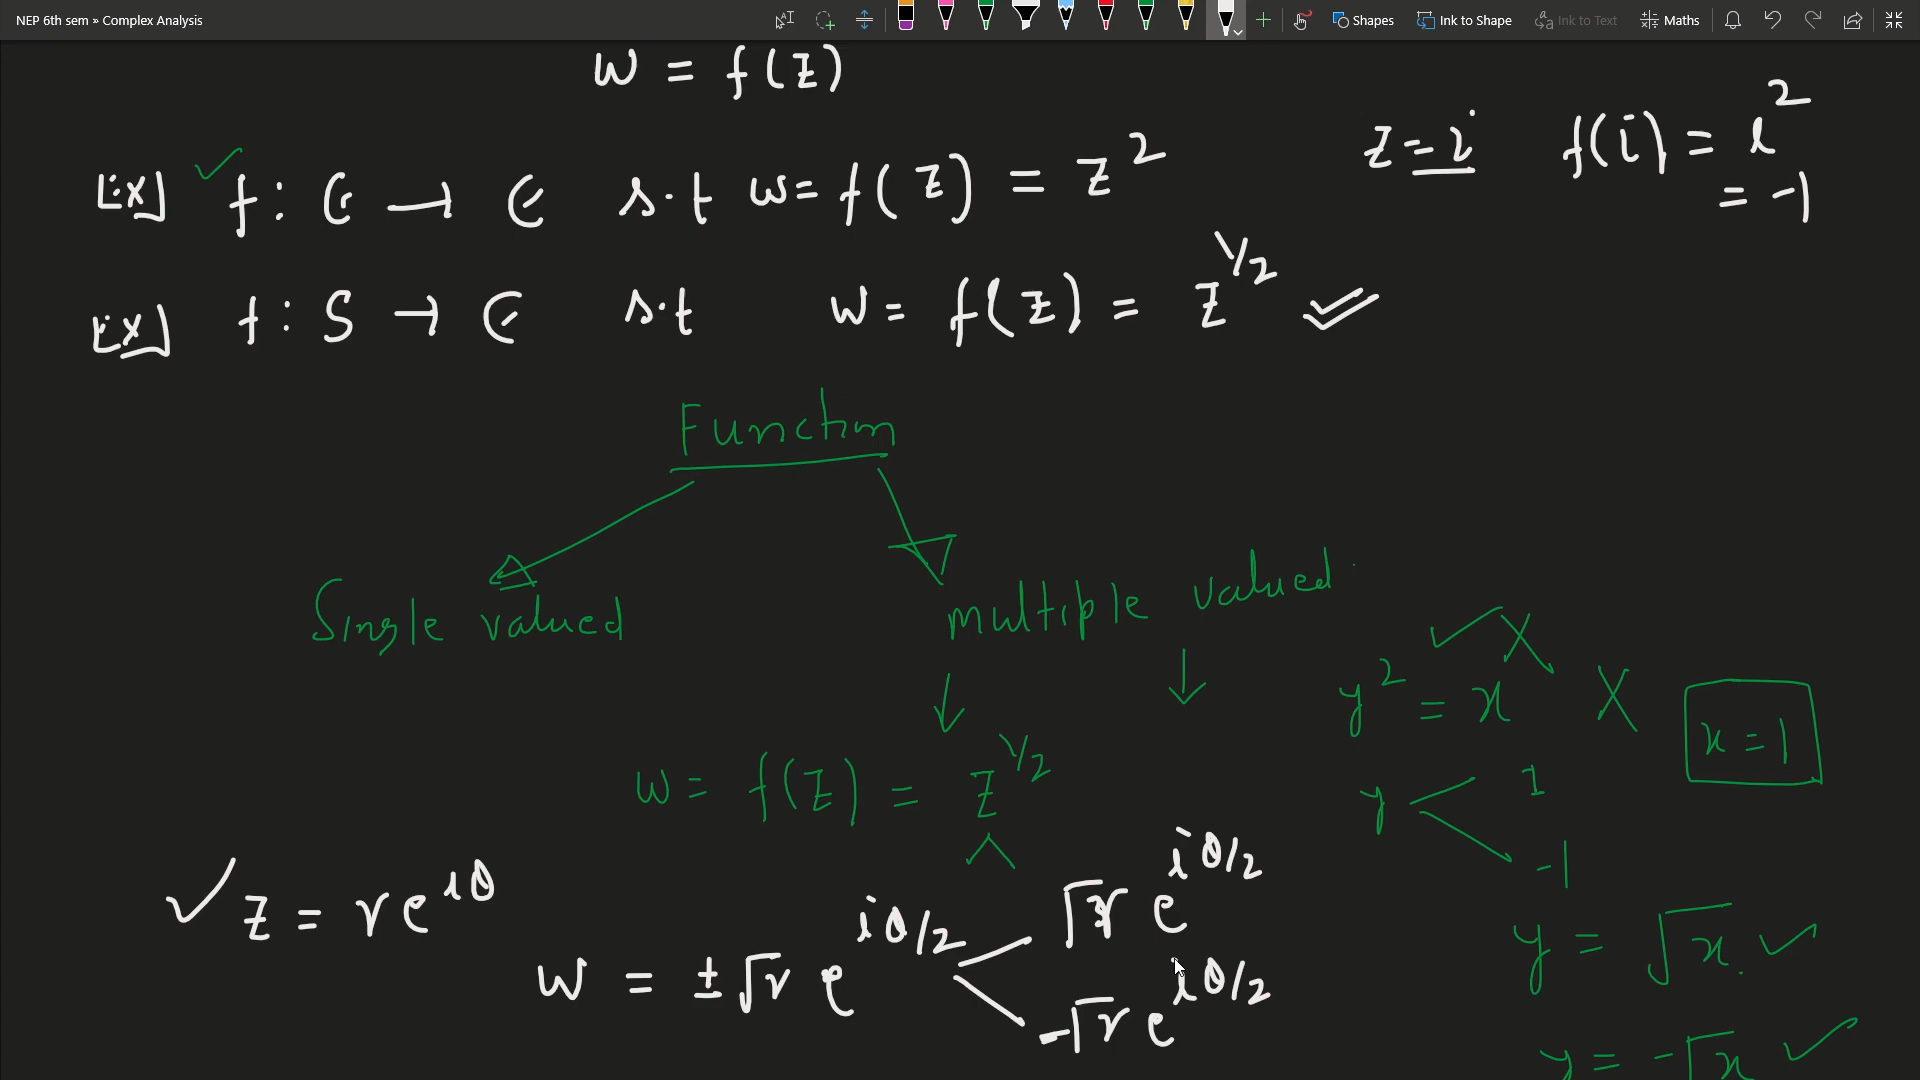 NEP 6th sem » Complex Analysis
Shapes
Ink to Shape
Ink to Text
Maths
w = f(z)
z = i f(i) = i² = -1
[Ex] f : ℂ → ℂ s.t w = f(z) = z²
[Ex] f : S → ℂ s.t w = f(z) = z^1/2
Function
Single valued
multiple valued
y² = x
x = 1
w = f(z) = z^1/2
y 1
-1
z = re^iθ
w = ±√r e^iθ/2
√r e^iθ/2
-√r e^iθ/2
y = √x
y = -√x